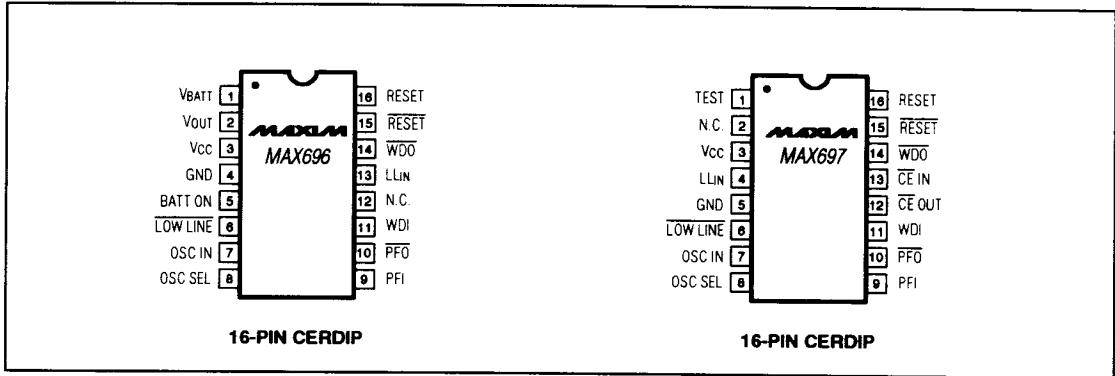 VBATT 1 16 RESET
VOUT 2 15 RESET
VCC 3 14 WDO
GND 4 13 LLIN
BATT ON 5 12 N.C.
LOW LINE 6 11 WDI
OSC IN 7 10 PFO
OSC SEL 8 9 PFI
MAXIM
MAX696
16-PIN CERDIP
TEST 1 16 RESET
N.C. 2 15 RESET
VCC 3 14 WDO
LLIN 4 13 CE IN
GND 5 12 CE OUT
LOW LINE 6 11 WDI
OSC IN 7 10 PFO
OSC SEL 8 9 PFI
MAXIM
MAX697
16-PIN CERDIP